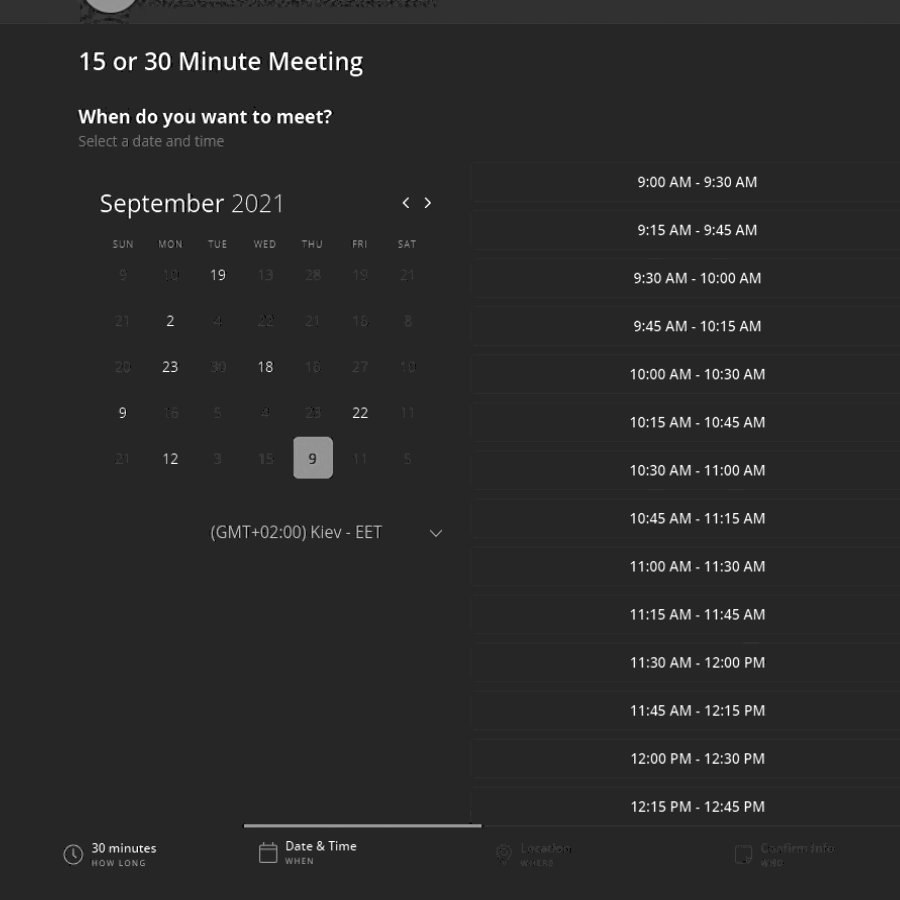 15 or 30 Minute Meeting
When do you want to meet?
Select a date and time
September 2021
SUN MON TUE WED THU FRI SAT
9 19 13 28 19 21
21 2 4 22 21 16 8
20 23 30 18 16 27 10
9 16 5 4 23 22 11
21 12 3 15 9 11 5
(GMT+02:00) Kiev - EET
9:00 AM - 9:30 AM
9:15 AM - 9:45 AM
9:30 AM - 10:00 AM
9:45 AM - 10:15 AM
10:00 AM - 10:30 AM
10:15 AM - 10:45 AM
10:30 AM - 11:00 AM
10:45 AM - 11:15 AM
11:00 AM - 11:30 AM
11:15 AM - 11:45 AM
11:30 AM - 12:00 PM
11:45 AM - 12:15 PM
12:00 PM - 12:30 PM
12:15 PM - 12:45 PM
30 minutes
HOW LONG
Date & Time
WHEN
Location
WHERE
Confirm Info
WHO